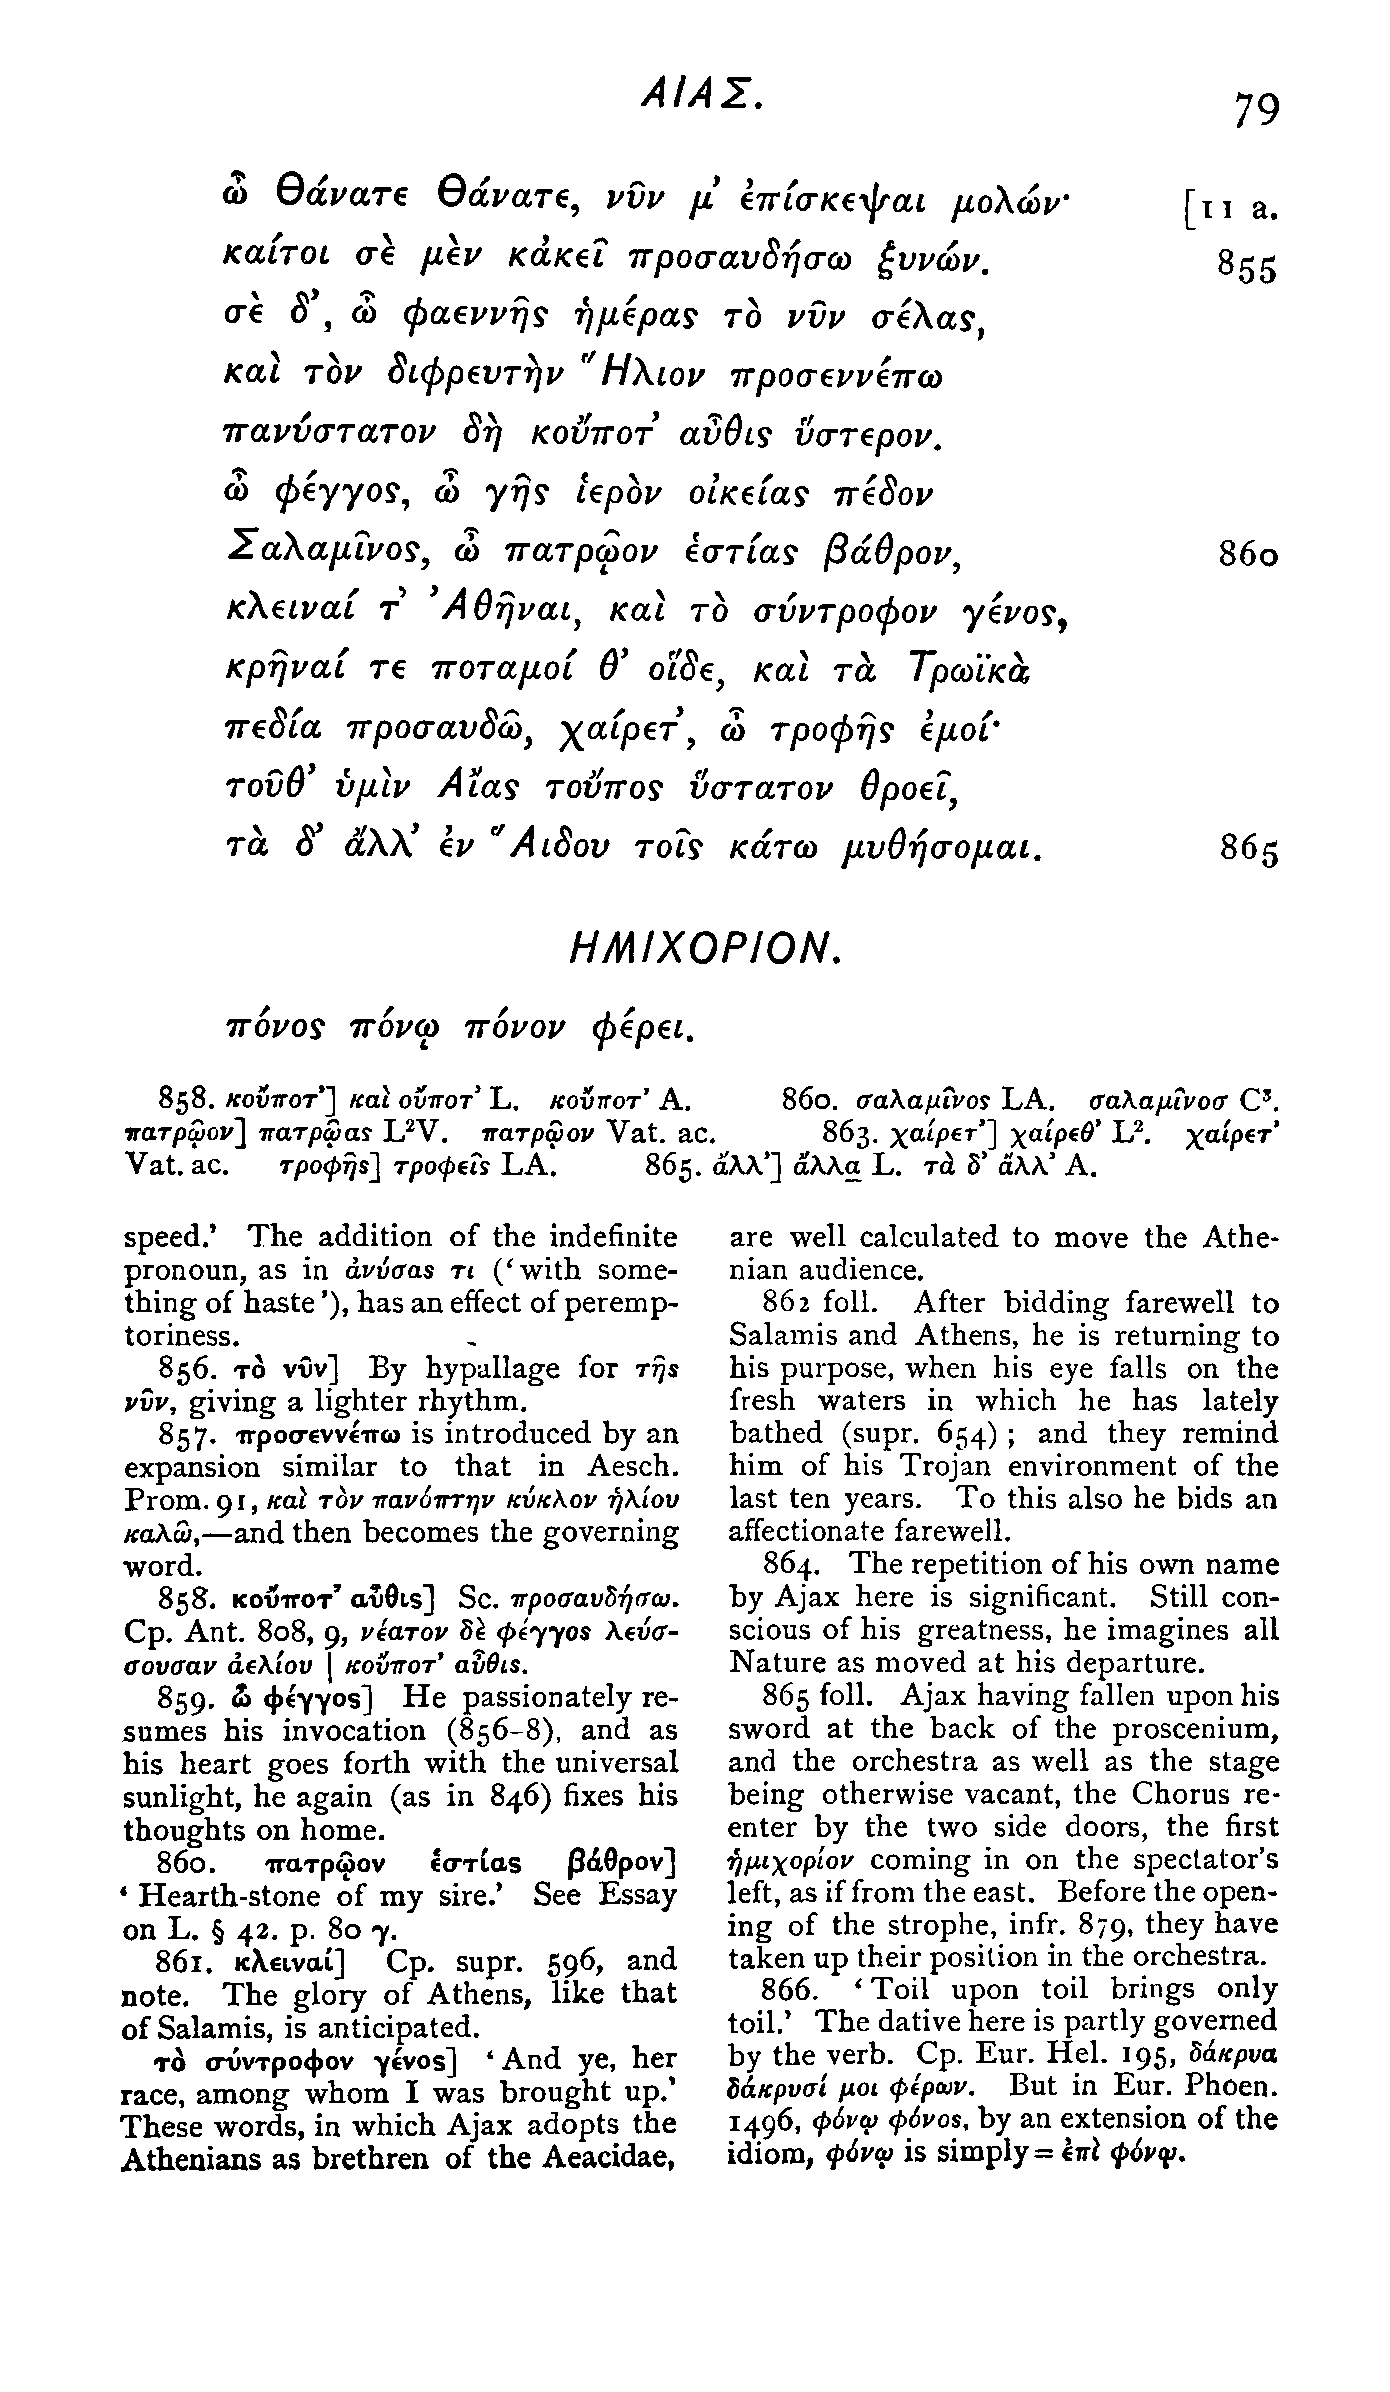 ΑΙΑΣ.
79
ὦ Θάνατε Θάνατε, νῦν μ' ἐπίσκεψαι μολών· [11 a.
καίτοι σὲ μὲν κἀκεῖ προσαυδήσω ξυνών. 855
σὲ δ', ὦ φαεννῆς ἡμέρας τὸ νῦν σέλας,
καὶ τὸν διφρευτὴν Ἥλιον προσεννέπω
πανύστατον δὴ κοὔποτ' αὖθις ὕστερον.
ὦ φέγγος, ὦ γῆς ἱερὸν οἰκείας πέδον
Σαλαμῖνος, ὦ πατρῷον ἑστίας βάθρον, 860
κλειναί τ' Ἀθῆναι, καὶ τὸ σύντροφον γένος,
κρῆναί τε ποταμοί θ' οἵδε, καὶ τὰ Τρωϊκὰ
πεδία προσαυδῶ, χαίρετ', ὦ τροφῆς ἐμοί·
τοῦθ' ὑμὶν Αἴας τοὔπος ὕστατον θροεῖ,
τὰ δ' ἄλλ' ἐν Ἅιδου τοῖς κάτω μυθήσομαι. 865
ΗΜΙΧΟΡΙΟΝ.
πόνος πόνῳ πόνον φέρει.
858. κοὔποτ'] καὶ οὔποτ' L. κοὔποτ' A. 860. σαλαμῖνος LA. σαλαμῖνοσ C³.
πατρῷον] πατρῴας L²V. πατρῷον Vat. ac. 863. χαίρετ'] χαίρεθ' L². χαίρετ'
Vat. ac. τροφῆς] τροφεῖς LA. 865. ἄλλ'] ἄλλα L. τὰ δ' ἄλλ' A.
speed.' The addition of the indefinite
pronoun, as in ἀνύσας τι ('with some-
thing of haste'), has an effect of peremp-
toriness.
856. τὸ νῦν] By hypallage for τῆς
νῦν, giving a lighter rhythm.
857. προσεννέπω is introduced by an
expansion similar to that in Aesch.
Prom. 91, καὶ τὸν πανόπτην κύκλον ἡλίου
καλῶ,—and then becomes the governing
word.
858. κοὔποτ' αὖθις] Sc. προσαυδήσω.
Cp. Ant. 808, 9, νέατον δὲ φέγγος λεύσ-
σουσαν ἀελίου | κοὔποτ' αὖθις.
859. ὦ φέγγος] He passionately re-
sumes his invocation (856-8), and as
his heart goes forth with the universal
sunlight, he again (as in 846) fixes his
thoughts on home.
860. πατρῷον ἑστίας βάθρον]
'Hearth-stone of my sire.' See Essay
on L. § 42. p. 80 γ.
861. κλειναί] Cp. supr. 596, and
note. The glory of Athens, like that
of Salamis, is anticipated.
τὸ σύντροφον γένος] 'And ye, her
race, among whom I was brought up.'
These words, in which Ajax adopts the
Athenians as brethren of the Aeacidae,
are well calculated to move the Athe-
nian audience.
862 foll. After bidding farewell to
Salamis and Athens, he is returning to
his purpose, when his eye falls on the
fresh waters in which he has lately
bathed (supr. 654); and they remind
him of his Trojan environment of the
last ten years. To this also he bids an
affectionate farewell.
864. The repetition of his own name
by Ajax here is significant. Still con-
scious of his greatness, he imagines all
Nature as moved at his departure.
865 foll. Ajax having fallen upon his
sword at the back of the proscenium,
and the orchestra as well as the stage
being otherwise vacant, the Chorus re-
enter by the two side doors, the first
ἡμιχορίον coming in on the spectator's
left, as if from the east. Before the open-
ing of the strophe, infr. 879, they have
taken up their position in the orchestra.
866. 'Toil upon toil brings only
toil.' The dative here is partly governed
by the verb. Cp. Eur. Hel. 195, δάκρυα
δάκρυσί μοι φέρων. But in Eur. Phoen.
1496, φόνῳ φόνος, by an extension of the
idiom, φόνῳ is simply = ἐπὶ φόνῳ.